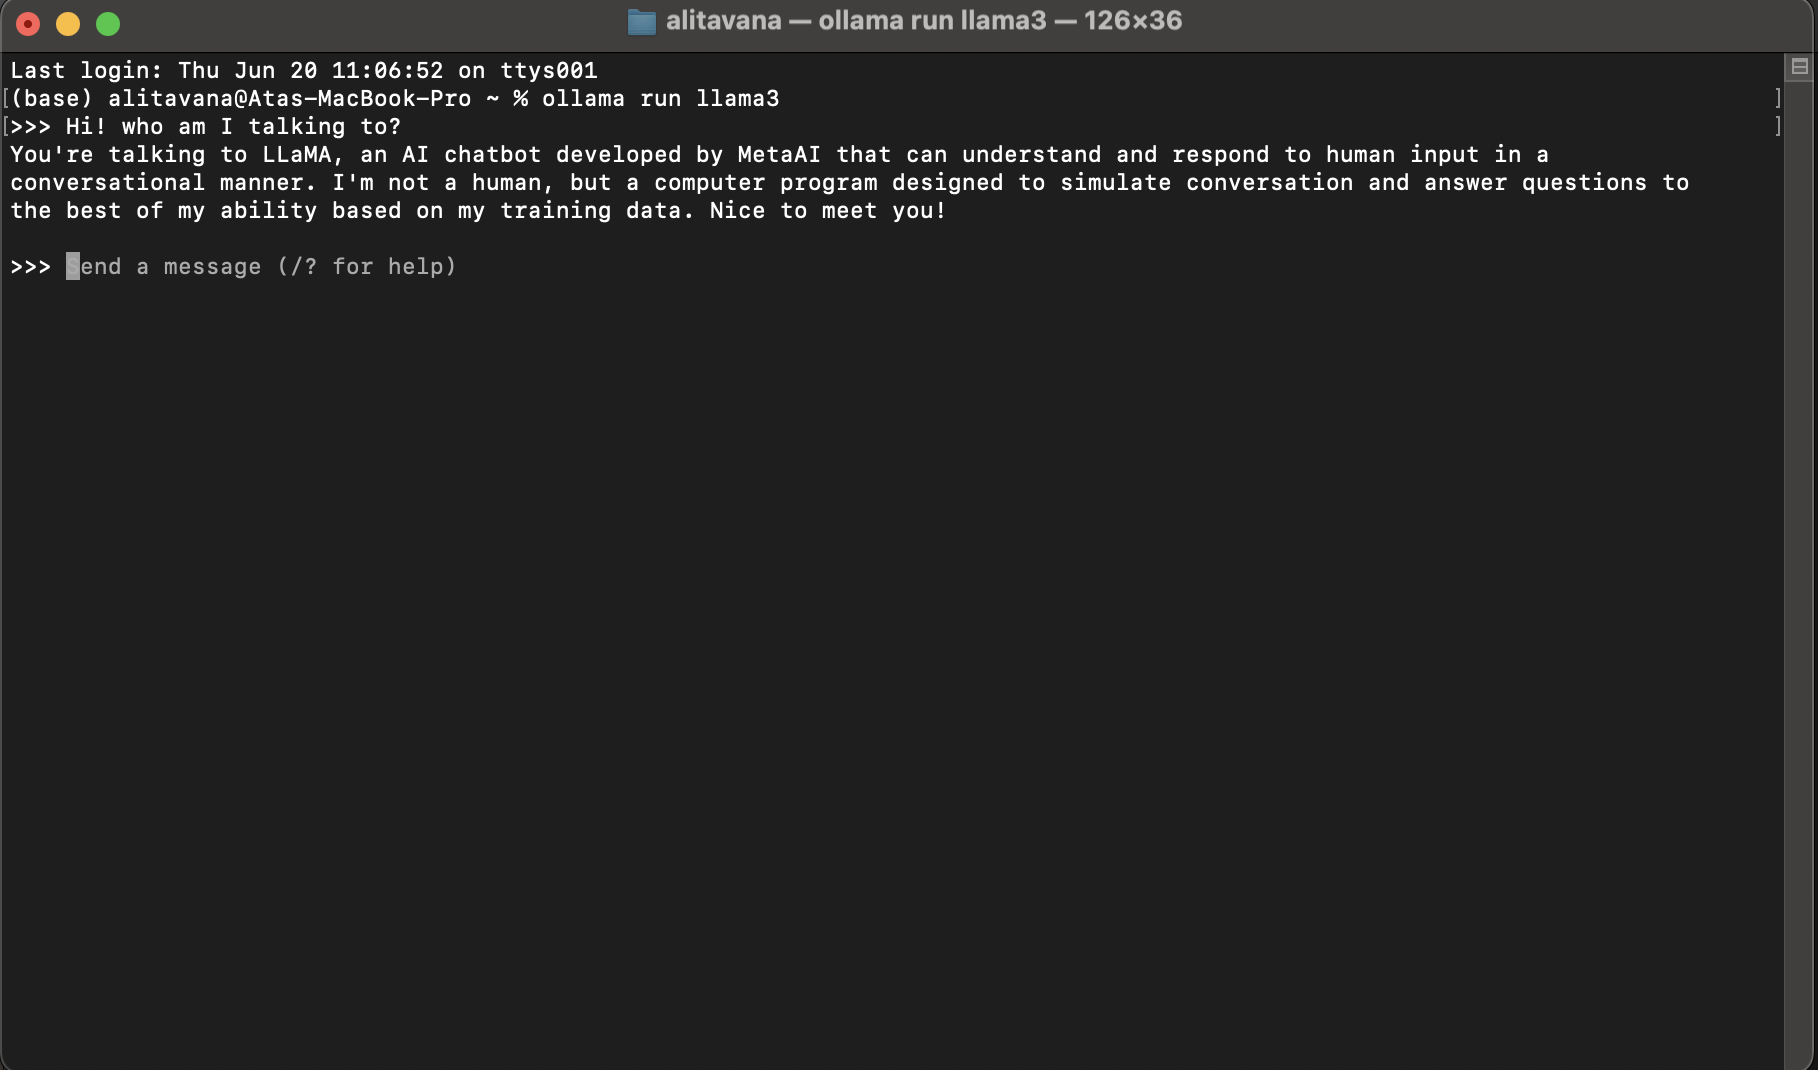 alitavana — ollama run llama3 — 126×36
Last login: Thu Jun 20 11:06:52 on ttys001
[(base) alitavana@Atas-MacBook-Pro ~ % ollama run llama3 ]
[>>> Hi! who am I talking to? ]
You're talking to LLaMA, an AI chatbot developed by MetaAI that can understand and respond to human input in a
conversational manner. I'm not a human, but a computer program designed to simulate conversation and answer questions to
the best of my ability based on my training data. Nice to meet you!
>>> Send a message (/? for help)